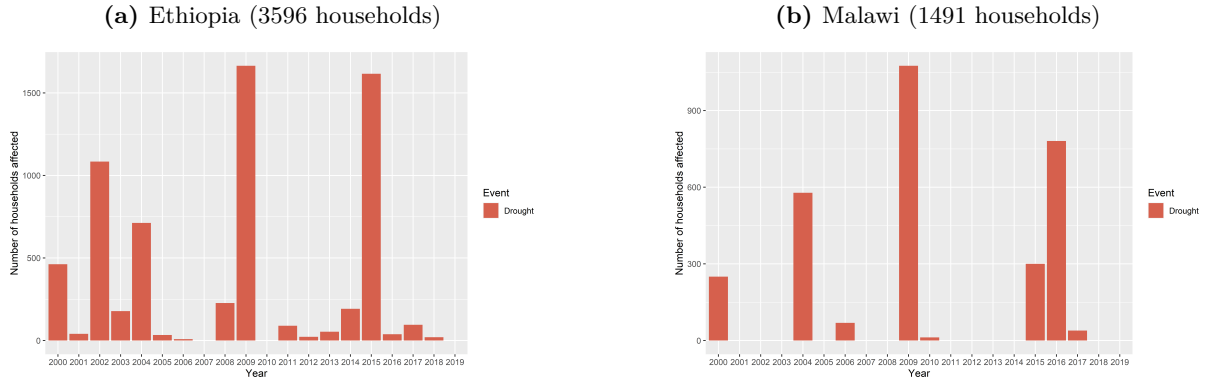 (a) Ethiopia (3596 households)
1500
1000
500
0
Number of households affected
2000 2001 2002 2003 2004 2005 2006 2007 2008 2009 2010 2011 2012 2013 2014 2015 2016 2017 2018 2019
Year
Event
Drought
(b) Malawi (1491 households)
900
600
300
0
Number of households affected
2000 2001 2002 2003 2004 2005 2006 2007 2008 2009 2010 2011 2012 2013 2014 2015 2016 2017 2018 2019
Year
Event
Drought